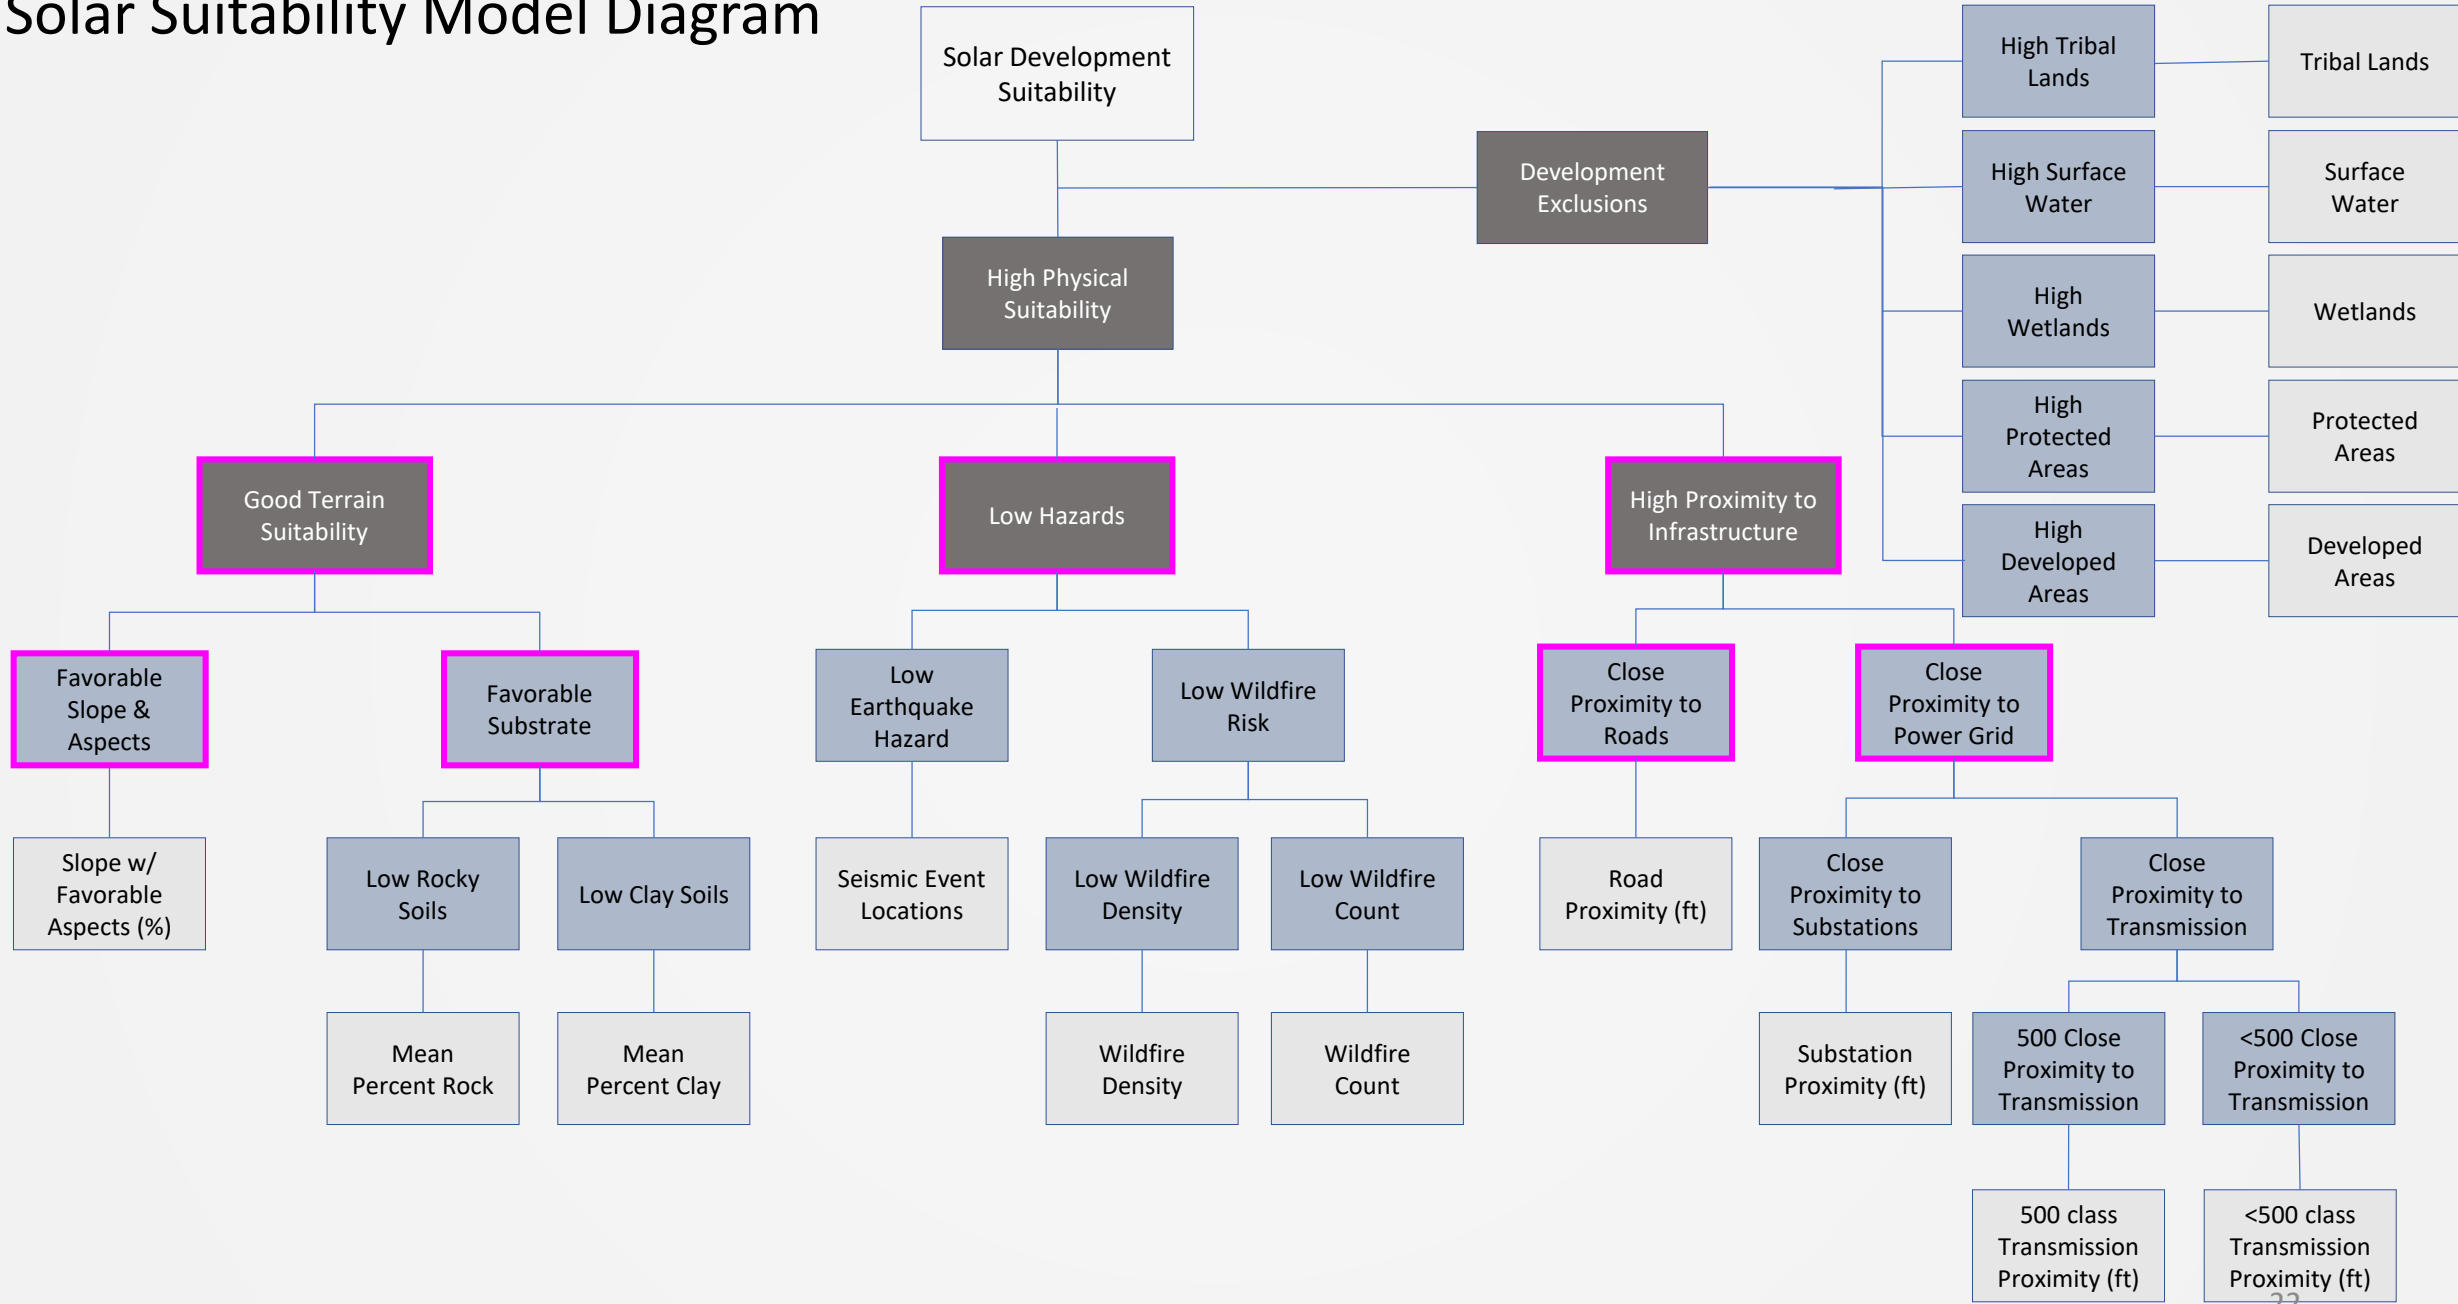 Solar Suitability Model Diagram
Solar Development
Suitability
High Tribal
Lands
Tribal Lands
Development
Exclusions
High Surface
Water
Surface
Water
High Physical
Suitability
High
Wetlands
Wetlands
High
Protected
Areas
Protected
Areas
Good Terrain
Suitability
Low Hazards
High Proximity to
Infrastructure
High
Developed
Areas
Developed
Areas
Favorable
Slope &
Aspects
Favorable
Substrate
Low
Earthquake
Hazard
Low Wildfire
Risk
Close
Proximity to
Roads
Close
Proximity to
Power Grid
Slope w/
Favorable
Aspects (%)
Low Rocky
Soils
Low Clay Soils
Seismic Event
Locations
Low Wildfire
Density
Low Wildfire
Count
Road
Proximity (ft)
Close
Proximity to
Substations
Close
Proximity to
Transmission
Mean
Percent Rock
Mean
Percent Clay
Wildfire
Density
Wildfire
Count
Substation
Proximity (ft)
500 Close
Proximity to
Transmission
<500 Close
Proximity to
Transmission
500 class
Transmission
Proximity (ft)
<500 class
Transmission
Proximity (ft)